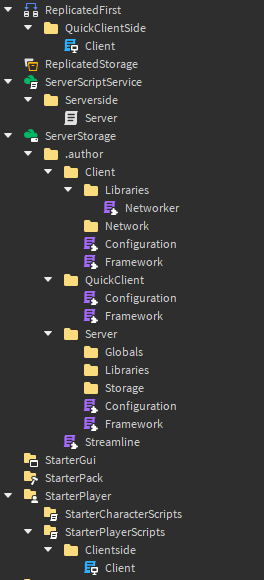 ReplicatedFirst
QuickClientSide
Client
ReplicatedStorage
ServerScriptService
Serverside
Server
ServerStorage
.author
Client
Libraries
Networker
Network
Configuration
Framework
QuickClient
Configuration
Framework
Server
Globals
Libraries
Storage
Configuration
Framework
Streamline
StarterGui
StarterPack
StarterPlayer
StarterCharacterScripts
StarterPlayerScripts
Clientside
Client